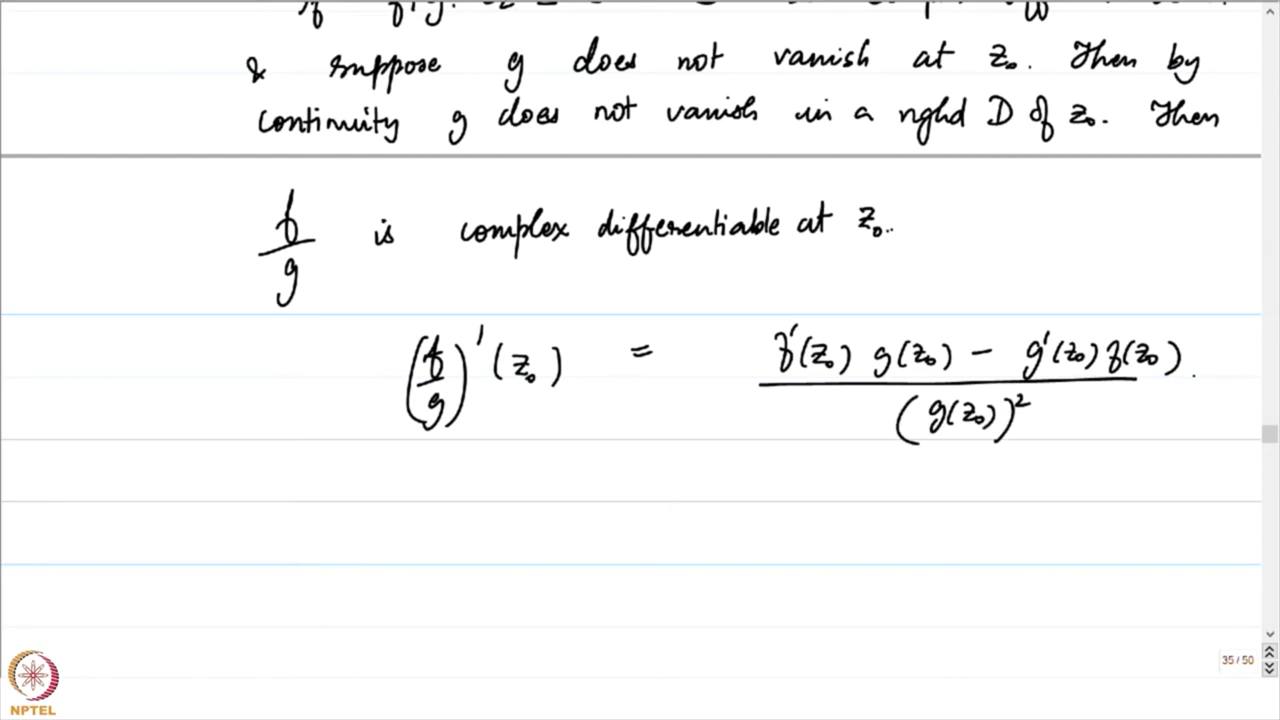 & suppose g does not vanish at z₀. Then by
continuity g does not vanish in a nghd D of z₀. Then
f/g is complex differentiable at z₀.
(f/g)'(z₀) = f'(z₀) g(z₀) - g'(z₀) f(z₀) / (g(z₀))².
35 / 50
NPTEL